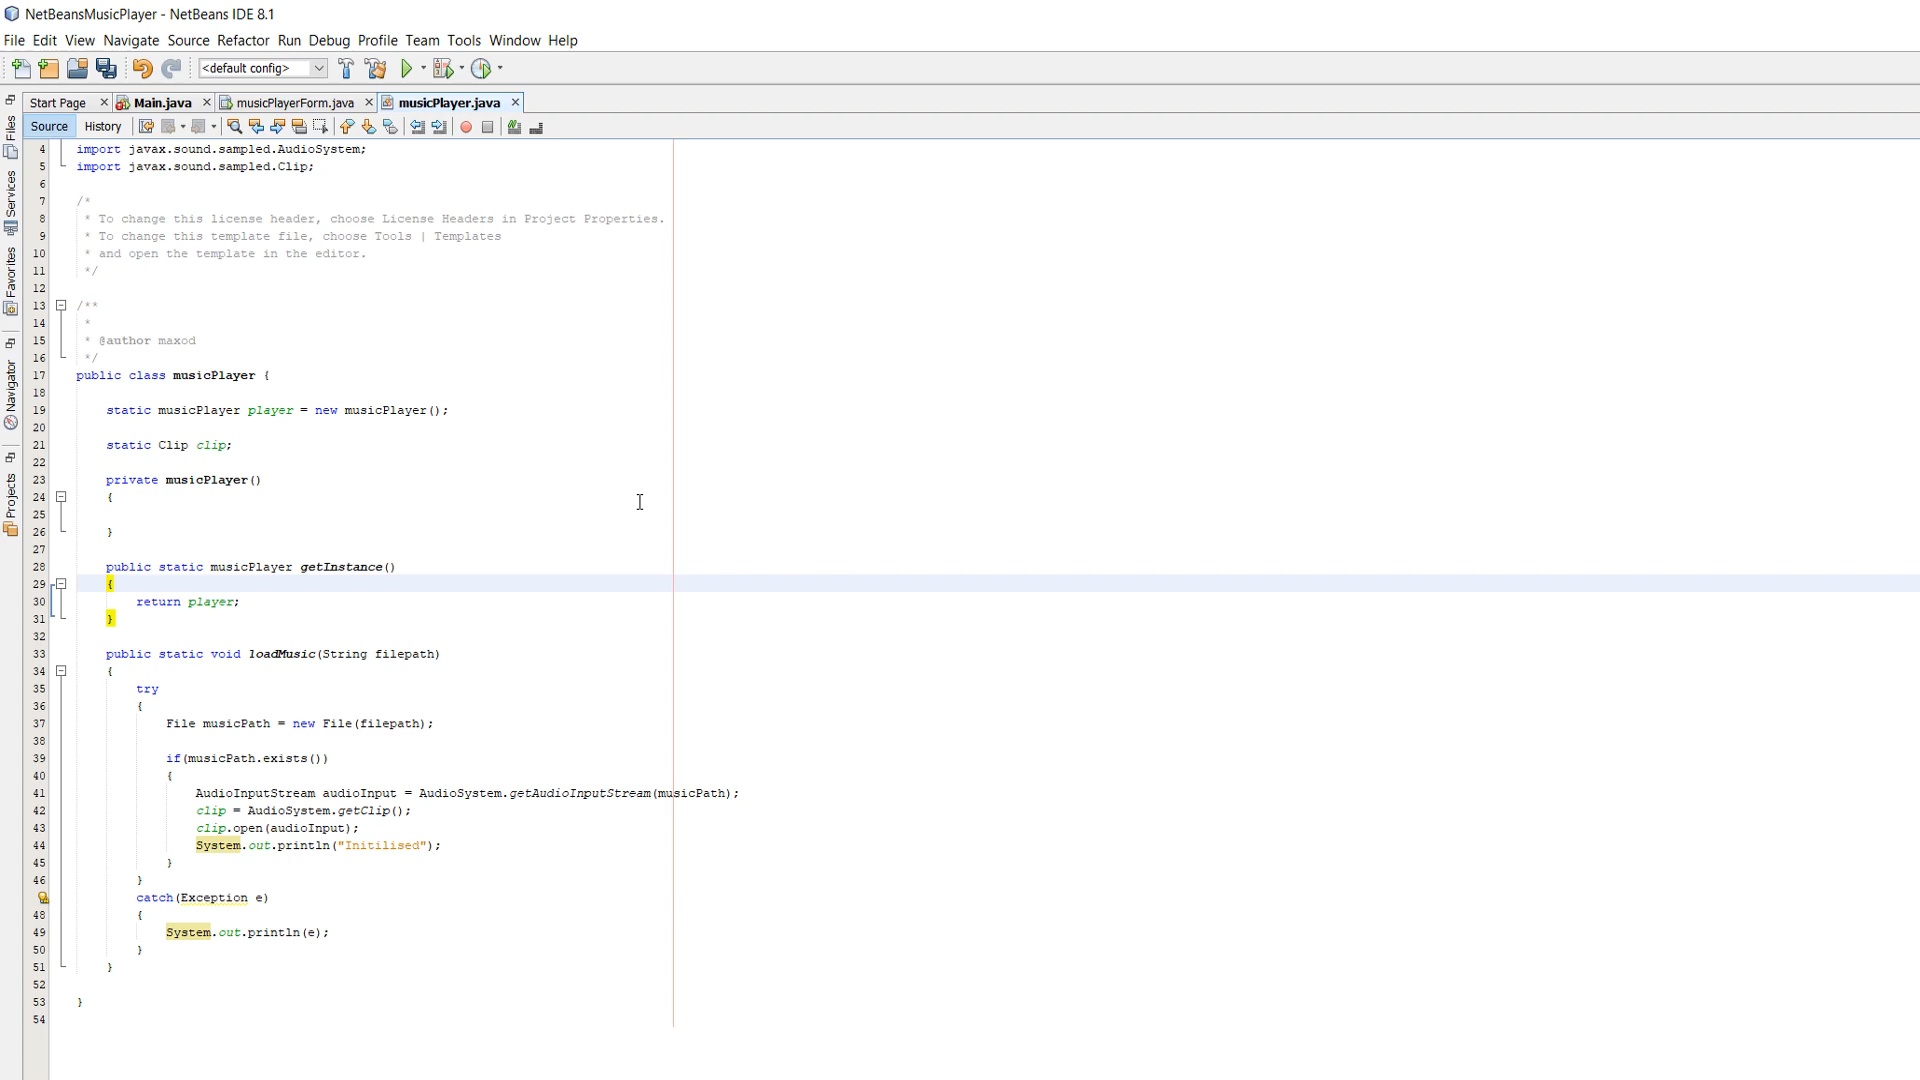 NetBeansMusicPlayer - NetBeans IDE 8.1
File Edit View Navigate Source Refactor Run Debug Profile Team Tools Window Help
<default config>
Start Page Main.java musicPlayerForm.java musicPlayer.java
Source History
Files
Services
Favorites
Navigator
Projects
4 import javax.sound.sampled.AudioSystem;
5 import javax.sound.sampled.Clip;
6
7 /*
8 * To change this license header, choose License Headers in Project Properties.
9 * To change this template file, choose Tools | Templates
10 * and open the template in the editor.
11 */
12
13 /**
14 *
15 * @author maxod
16 */
17 public class musicPlayer {
18
19 static musicPlayer player = new musicPlayer();
20
21 static Clip clip;
22
23 private musicPlayer()
24 {
25
26 }
27
28 public static musicPlayer getInstance()
29 {
30 return player;
31 }
32
33 public static void loadMusic(String filepath)
34 {
35 try
36 {
37 File musicPath = new File(filepath);
38
39 if(musicPath.exists())
40 {
41 AudioInputStream audioInput = AudioSystem.getAudioInputStream(musicPath);
42 clip = AudioSystem.getClip();
43 clip.open(audioInput);
44 System.out.println("Initilised");
45 }
46 }
catch(Exception e)
48 {
49 System.out.println(e);
50 }
51 }
52
53 }
54